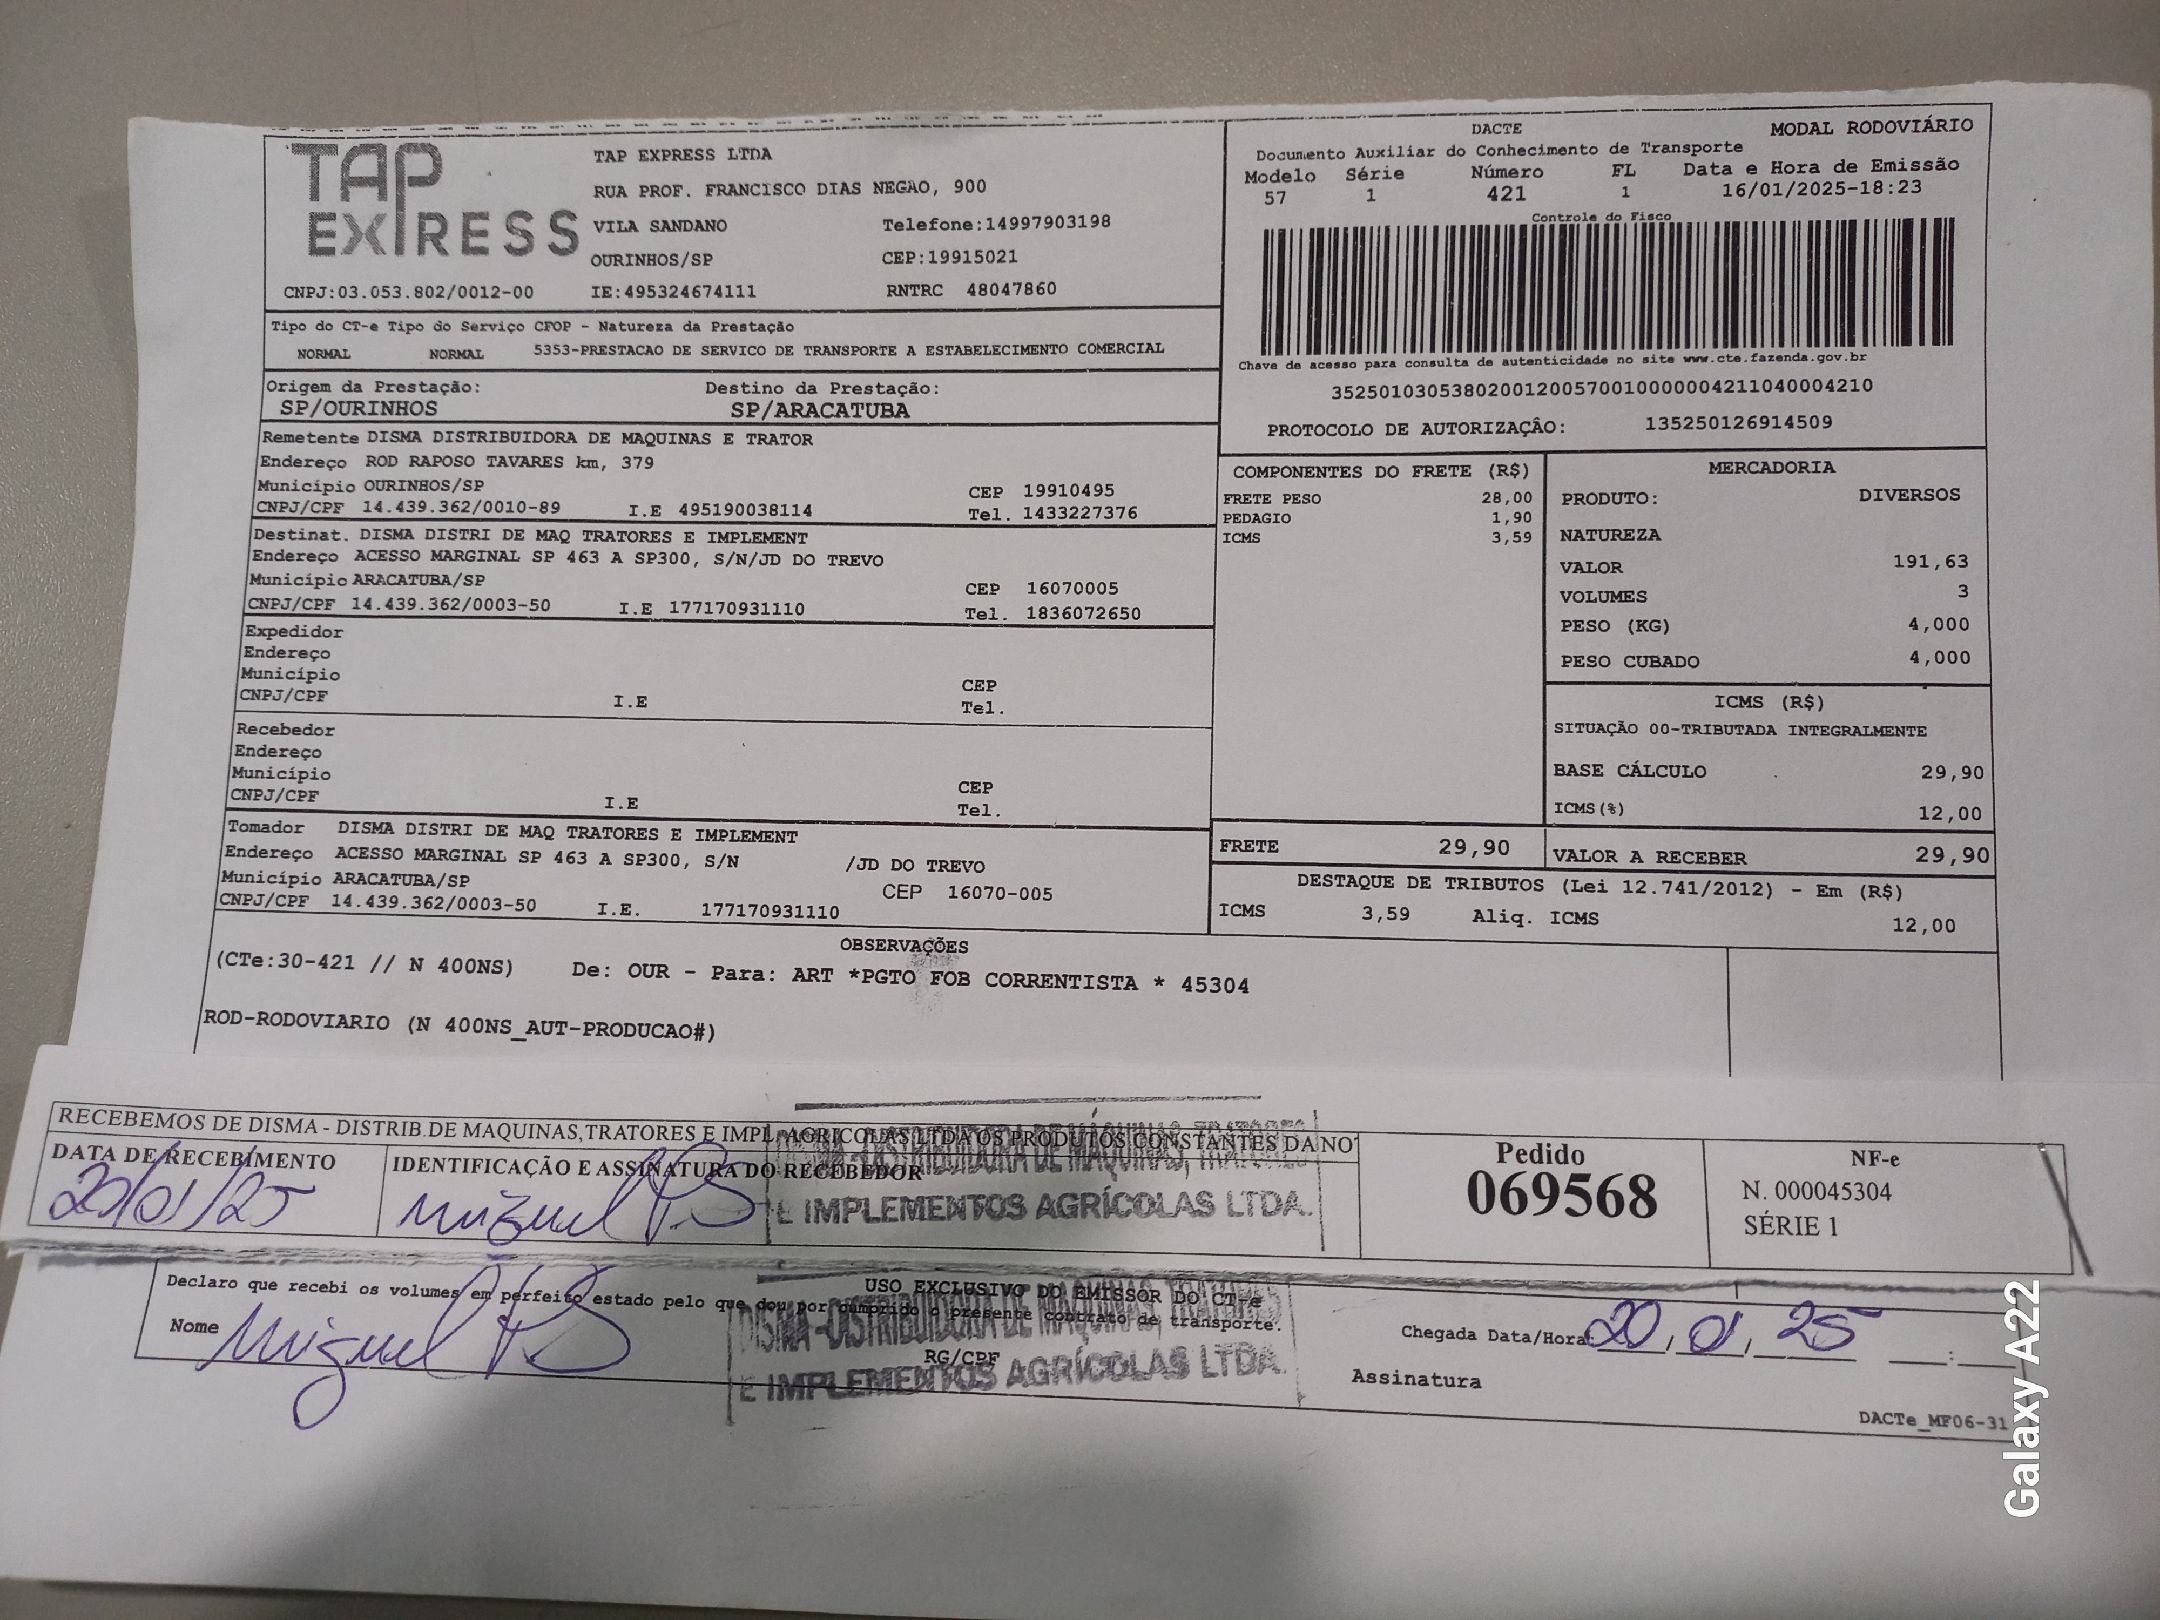 TAP EXPRESS
TAP EXPRESS LTDA
RUA PROF. FRANCISCO DIAS NEGAO, 900
VILA SANDANO Telefone:14997903198
OURINHOS/SP CEP:19915021
CNPJ:03.053.802/0012-00 IE:495324674111 RNTRC 48047860
DACTE MODAL RODOVIÁRIO
Documento Auxiliar do Conhecimento de Transporte
Modelo Série Número FL Data e Hora de Emissão
57 1 421 1 16/01/2025-18:23
Controle do Fisco
Chave de acesso para consulta de autenticidade no site www.cte.fazenda.gov.br
35250103053802001200570010000004211040004210
PROTOCOLO DE AUTORIZAÇÂO: 135250126914509
Tipo do CT-e Tipo do Serviço CFOP - Natureza da Prestação
NORMAL NORMAL 5353-PRESTACAO DE SERVICO DE TRANSPORTE A ESTABELECIMENTO COMERCIAL
Origem da Prestação: Destino da Prestação:
SP/OURINHOS SP/ARACATUBA
Remetente DISMA DISTRIBUIDORA DE MAQUINAS E TRATOR
Endereço ROD RAPOSO TAVARES km, 379
Município OURINHOS/SP CEP 19910495
CNPJ/CPF 14.439.362/0010-89 I.E 495190038114 Tel. 1433227376
Destinat. DISMA DISTRI DE MAQ TRATORES E IMPLEMENT
Endereço ACESSO MARGINAL SP 463 A SP300, S/N/JD DO TREVO
Município ARACATUBA/SP CEP 16070005
CNPJ/CPF 14.439.362/0003-50 I.E 177170931110 Tel. 1836072650
Expedidor
Endereço
Município CEP
CNPJ/CPF I.E Tel.
Recebedor
Endereço
Município CEP
CNPJ/CPF I.E Tel.
Tomador DISMA DISTRI DE MAQ TRATORES E IMPLEMENT
Endereço ACESSO MARGINAL SP 463 A SP300, S/N /JD DO TREVO
Município ARACATUBA/SP CEP 16070-005
CNPJ/CPF 14.439.362/0003-50 I.E. 177170931110
COMPONENTES DO FRETE (R$)
FRETE PESO 28,00
PEDAGIO 1,90
ICMS 3,59
MERCADORIA
PRODUTO: DIVERSOS
NATUREZA
VALOR 191,63
VOLUMES 3
PESO (KG) 4,000
PESO CUBADO 4,000
ICMS (R$)
SITUAÇÃO 00-TRIBUTADA INTEGRALMENTE
BASE CÁLCULO 29,90
ICMS(%) 12,00
FRETE 29,90 VALOR A RECEBER 29,90
DESTAQUE DE TRIBUTOS (Lei 12.741/2012) - Em (R$)
ICMS 3,59 Aliq. ICMS 12,00
OBSERVAÇÕES
(CTe:30-421 // N 400NS) De: OUR - Para: ART *PGTO FOB CORRENTISTA * 45304
ROD-RODOVIARIO (N 400NS_AUT-PRODUCAO#)
RECEBEMOS DE DISMA - DISTRIB.DE MAQUINAS,TRATORES E IMPL. AGRICOLAS LTDA OS PRODUTOS CONSTANTES DA NOT
DATA DE RECEBIMENTO IDENTIFICAÇÃO E ASSINATURA DO RECEBEDOR
20/01/25 Miguel
DISMA - DISTRIBUIDORA DE MAQUINAS, TRATORES
E IMPLEMENTOS AGRÍCOLAS LTDA.
Pedido
069568
NF-e
N. 000045304
SÉRIE 1
USO EXCLUSIVO DO EMISSOR DO CT-e
Declaro que recebi os volumes em perfeito estado pelo que dou por cumprido o presente contrato de transporte.
Nome Miguel RG/CPF
DISMA - DISTRIBUIDORA DE MAQUINAS, TRATORES
E IMPLEMENTOS AGRÍCOLAS LTDA.
Chegada Data/Hora: 20/01/25 :
Assinatura
DACTe_MF06-31
Galaxy A22